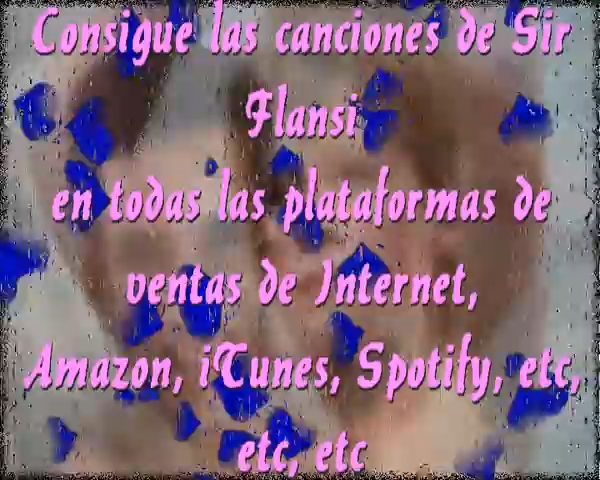 Consigue las canciones de Sir
Flansi
en todas las plataformas de
ventas de Internet,
Amazon, iTunes, Spotify, etc,
etc, etc